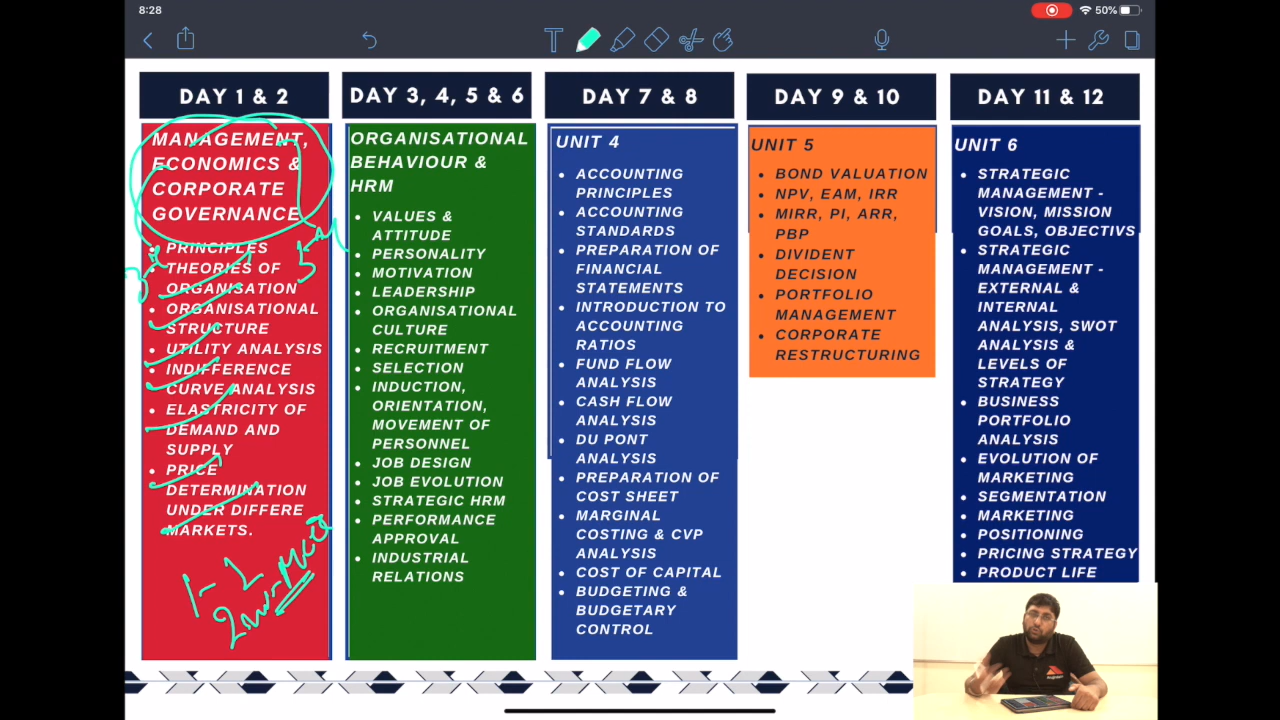 8:28
50%
T
DAY 1 & 2
MANAGEMENT,
ECONOMICS &
CORPORATE
GOVERNANCE
PRINCIPLES
THEORIES OF
ORGANISATION
ORGANISATIONAL
STRUCTURE
UTILITY ANALYSIS
INDIFFERENCE
CURVE ANALYSIS
ELASTRICITY OF
DEMAND AND
SUPPLY
PRICE
DETERMINATION
UNDER DIFFERE
MARKETS.
1-2
DAY 3, 4, 5 & 6
ORGANISATIONAL
BEHAVIOUR &
HRM
VALUES &
ATTITUDE
PERSONALITY
MOTIVATION
LEADERSHIP
ORGANISATIONAL
CULTURE
RECRUITMENT
SELECTION
INDUCTION,
ORIENTATION,
MOVEMENT OF
PERSONNEL
JOB DESIGN
JOB EVOLUTION
STRATEGIC HRM
PERFORMANCE
APPROVAL
INDUSTRIAL
RELATIONS
DAY 7 & 8
UNIT 4
ACCOUNTING
PRINCIPLES
ACCOUNTING
STANDARDS
PREPARATION OF
FINANCIAL
STATEMENTS
INTRODUCTION TO
ACCOUNTING
RATIOS
FUND FLOW
ANALYSIS
CASH FLOW
ANALYSIS
DU PONT
ANALYSIS
PREPARATION OF
COST SHEET
MARGINAL
COSTING & CVP
ANALYSIS
COST OF CAPITAL
BUDGETING &
BUDGETARY
CONTROL
DAY 9 & 10
UNIT 5
BOND VALUATION
NPV, EAM, IRR
MIRR, PI, ARR,
PBP
DIVIDENT
DECISION
PORTFOLIO
MANAGEMENT
CORPORATE
RESTRUCTURING
DAY 11 & 12
UNIT 6
STRATEGIC
MANAGEMENT -
VISION, MISSION
GOALS, OBJECTIVS
STRATEGIC
MANAGEMENT -
EXTERNAL &
INTERNAL
ANALYSIS, SWOT
ANALYSIS &
LEVELS OF
STRATEGY
BUSINESS
PORTFOLIO
ANALYSIS
EVOLUTION OF
MARKETING
SEGMENTATION
MARKETING
POSITIONING
PRICING STRATEGY
PRODUCT LIFE